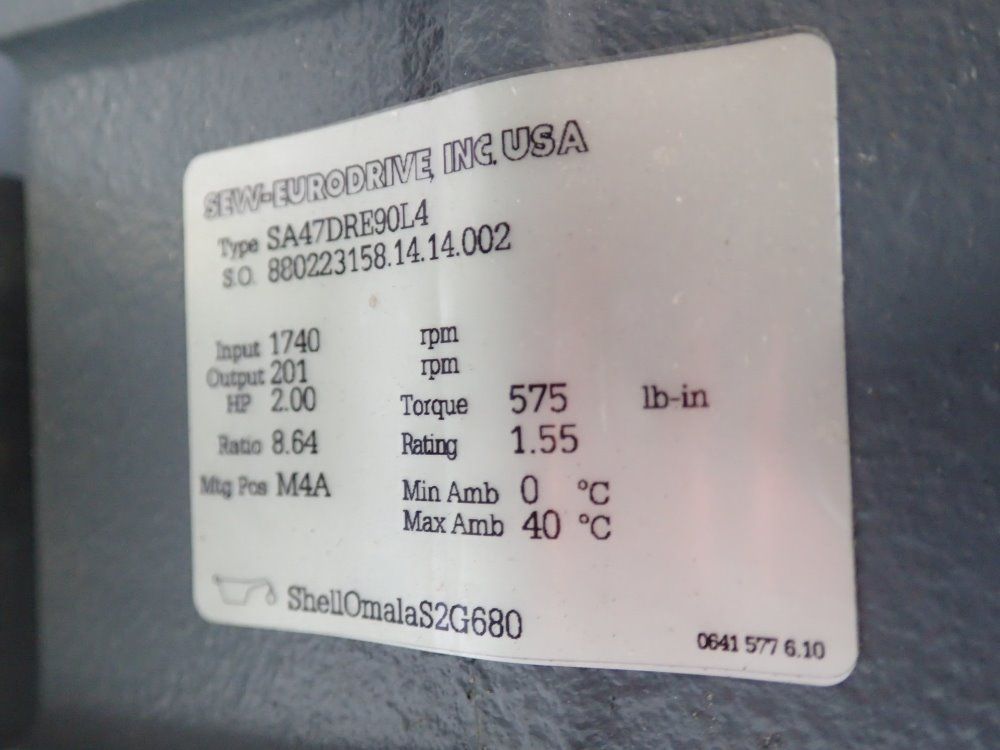 SEW-EURODRIVE, INC. USA
Type SA47DRE90L4
S.O. 880223158.14.14.002
Input 1740 rpm
Output 201 rpm
HP 2.00 Torque 575 lb-in
Ratio 8.64 Rating 1.55
Mtg Pos M4A Min Amb 0 °C
Max Amb 40 °C
ShellOmalaS2G680
0641 577 6.10